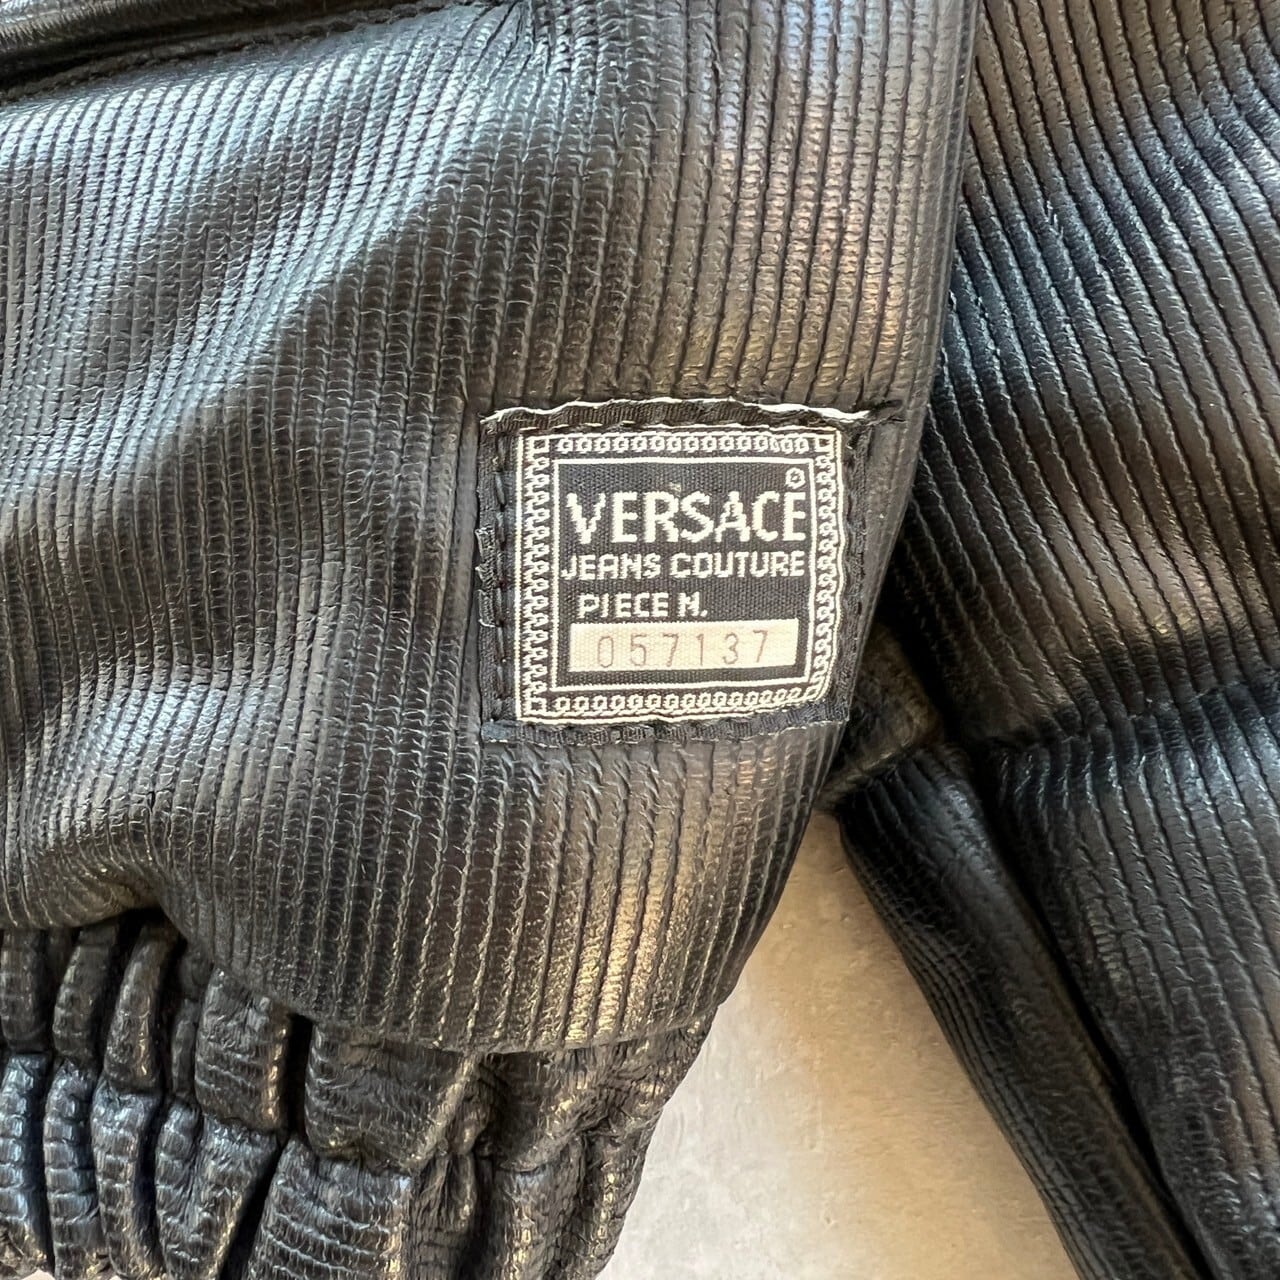 VERSACE
JEANS COUTURE
PIECE N.
057137